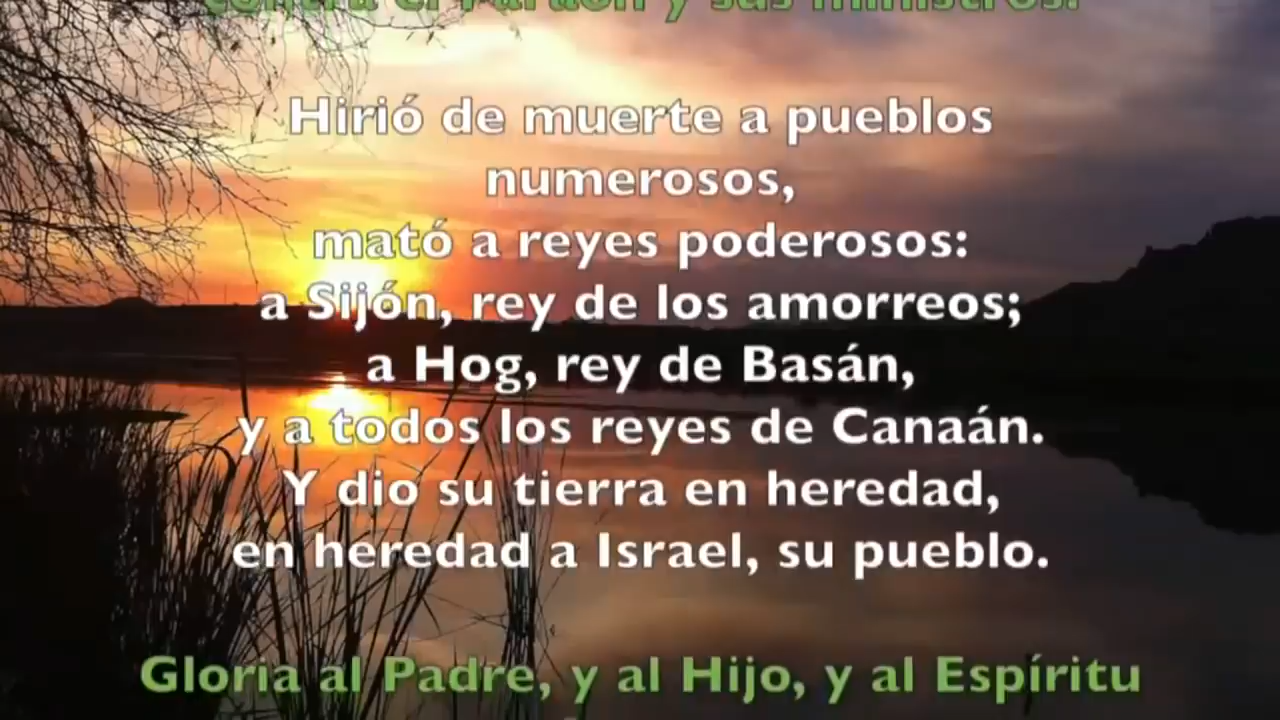 contra el Faraón y sus ministros.
Hirió de muerte a pueblos
numerosos,
mató a reyes poderosos:
a Sijón, rey de los amorreos;
a Hog, rey de Basán,
y a todos los reyes de Canaán.
Y dio su tierra en heredad,
en heredad a Israel, su pueblo.
Gloria al Padre, y al Hijo, y al Espíritu